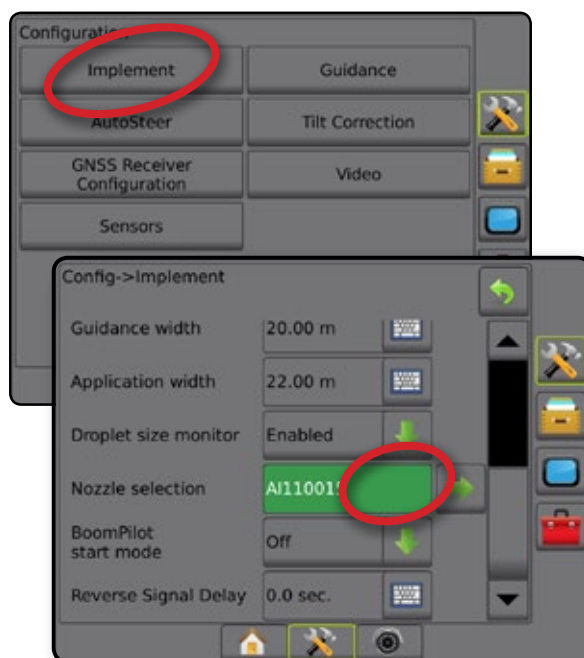 Configuration
Implement
Guidance
AutoSteer
Tilt Correction
GNSS Receiver
Configuration
Video
Sensors
Config->Implement
Guidance width
20.00 m
Application width
22.00 m
Droplet size monitor
Enabled
Nozzle selection
AI110015
BoomPilot
start mode
Off
Reverse Signal Delay
0.0 sec.